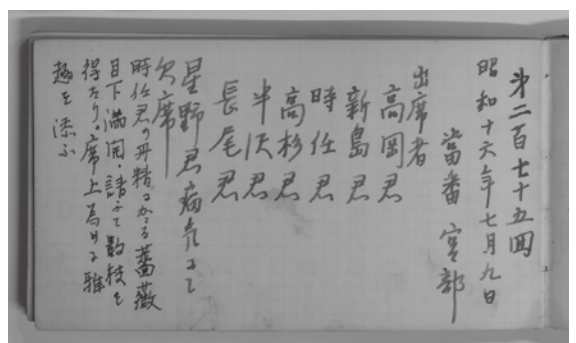 第二百七十五回
昭和十六年七月九日
當番 宮部
出席者
高岡君
新島君
時任君
高杉君
半沢君
長尾君
星野君病気にて
欠席
時任君の丹精にかゝる薔薇
目下満開、請ふて数枝を
得たり。席上為めに雅
趣を添ふ